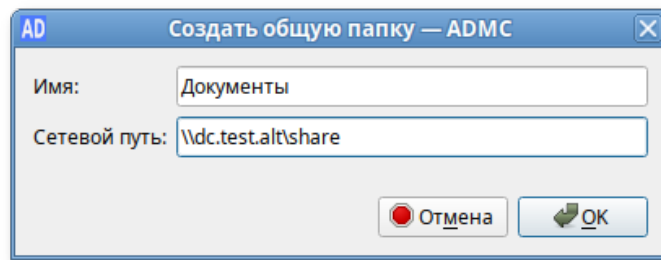 AD Создать общую папку — ADMC
Имя: Документы
Сетевой путь: \\dc.test.alt\share
Отмена OK